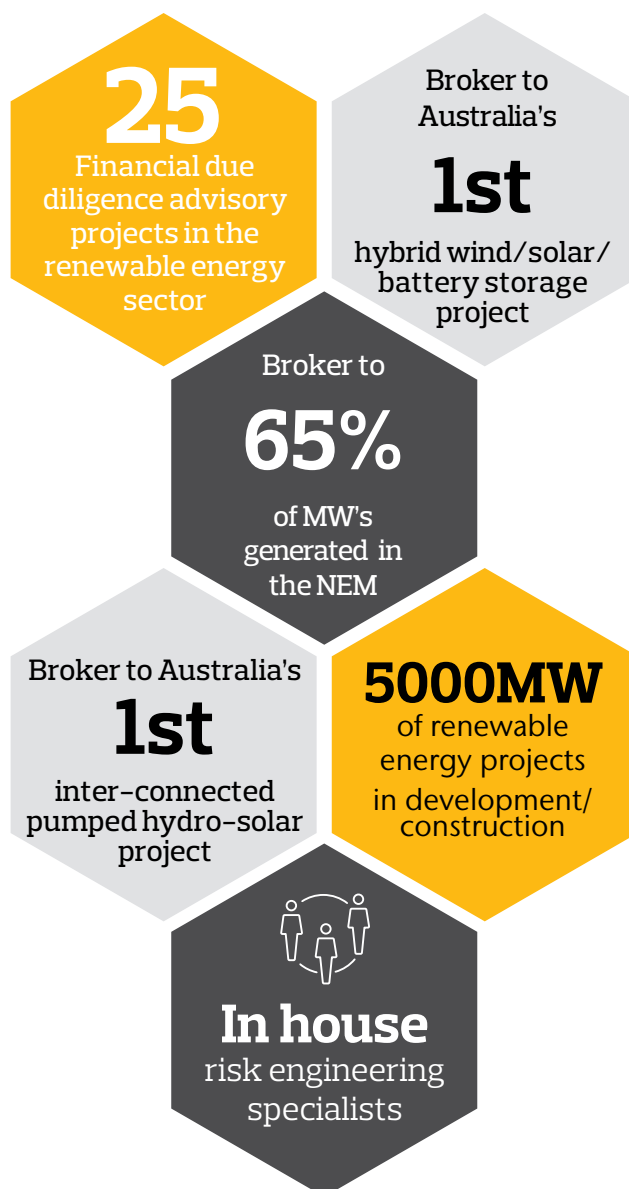 25
Financial due
diligence advisory
projects in the
renewable energy
sector
Broker to
Australia's
1st
hybrid wind/solar/
battery storage
project
Broker to
65%
of MW's
generated in
the NEM
Broker to Australia's
1st
inter-connected
pumped hydro-solar
project
5000MW
of renewable
energy projects
in development/
construction
In house
risk engineering
specialists